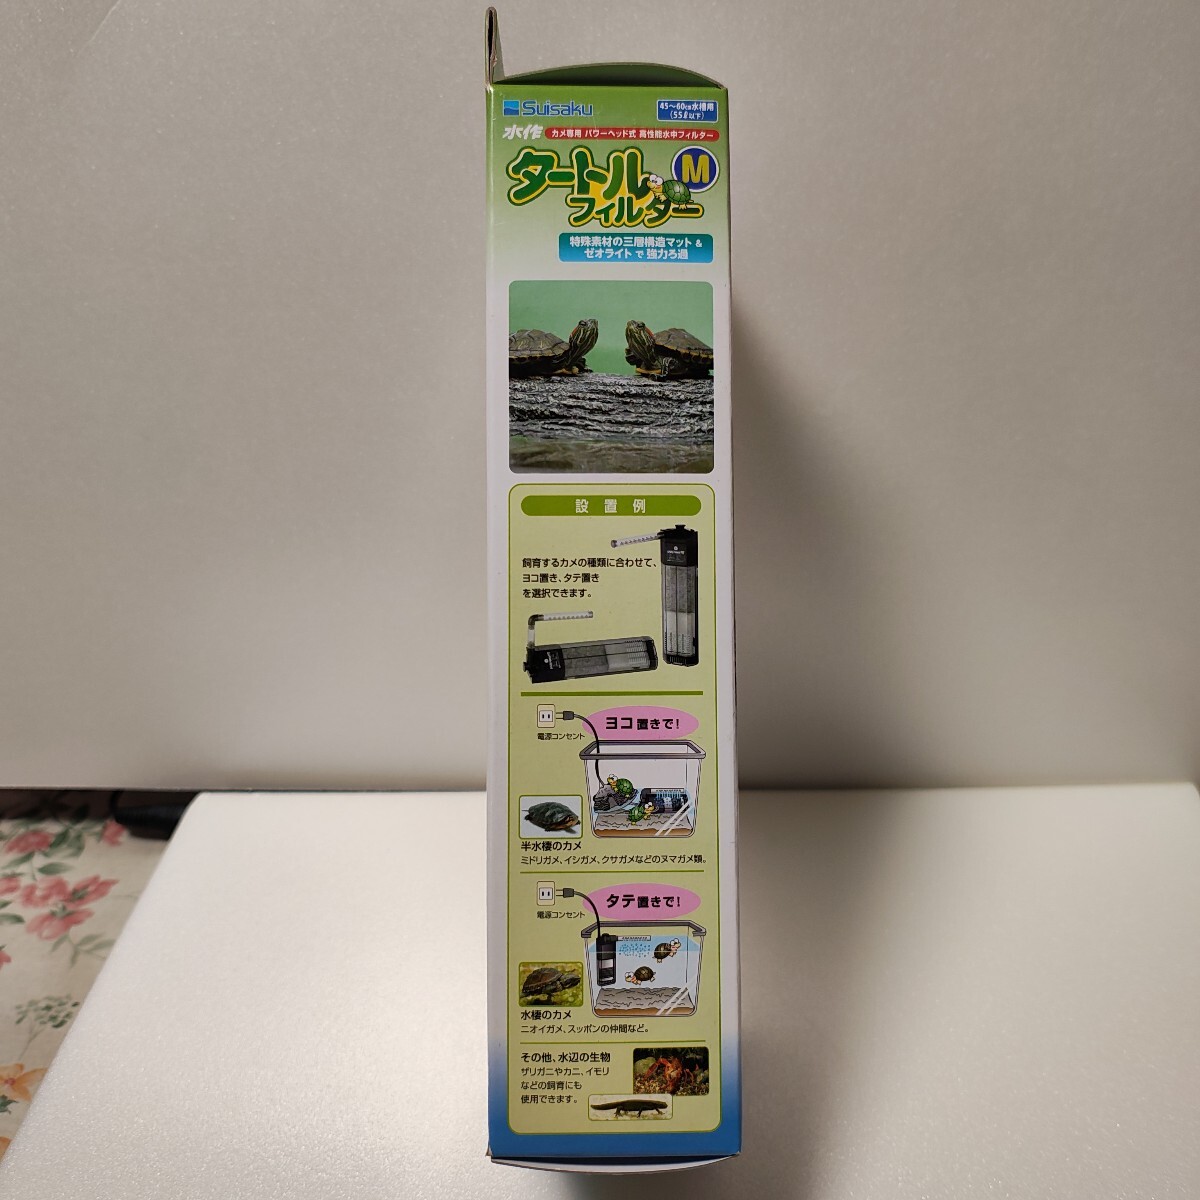 Suisaku
45～60cm水槽用
(55ℓ以下)
水作
カメ専用 パワーヘッド式 高性能水中フィルター
タートル
フィルター
M
特殊素材の三層構造マット &
ゼオライトで強力ろ過
設置例
飼育するカメの種類に合わせて、
ヨコ置き、タテ置き
を選択できます。
電源コンセント
ヨコ置きで!
半水棲のカメ
ミドリガメ、イシガメ、クサガメなどのヌマガメ類。
電源コンセント
タテ置きで!
水棲のカメ
ニオイガメ、スッポンの仲間など。
その他、水辺の生物
ザリガニやカニ、イモリ
などの飼育にも
使用できます。